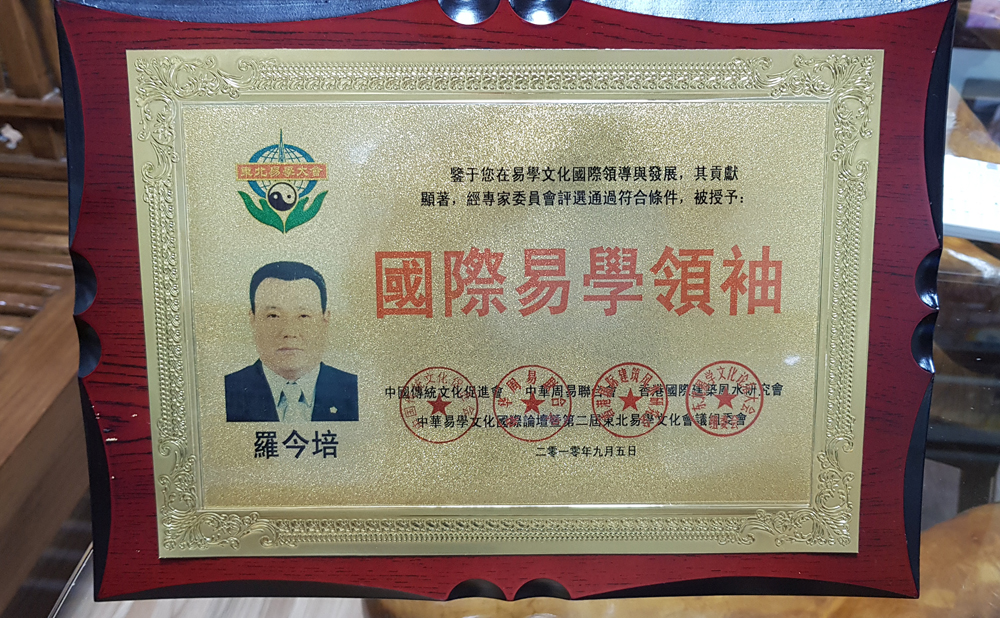 東北易學大會
鑒于您在易學文化國際領導與發展，其貢獻
顯著，經專家委員會評選通過符合條件，被授予：
國際易學領袖
羅今培
中國傳統文化促進會 中華周易聯合會 香港國際建築風水研究會
中華易學文化國際論壇暨第二屆東北易學文化會議組委會
二零一零年九月五日